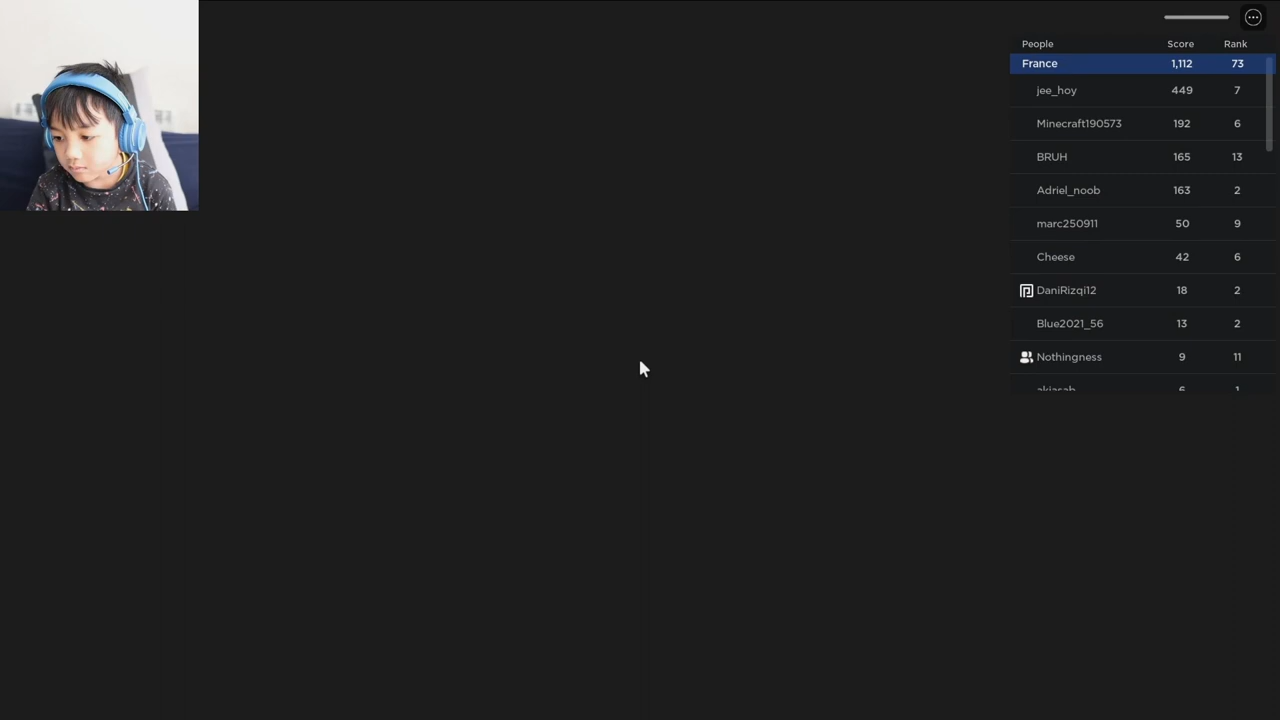 People Score Rank
France 1,112 73
jee_hoy 449 7
Minecraft190573 192 6
BRUH 165 13
Adriel_noob 163 2
marc250911 50 9
Cheese 42 6
DaniRizqi12 18 2
Blue2021_56 13 2
Nothingness 9 11